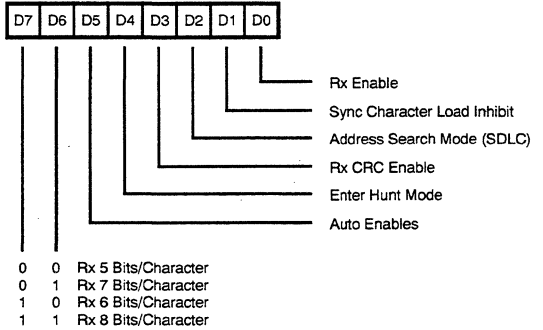 D7 D6 D5 D4 D3 D2 D1 D0
Rx Enable
Sync Character Load Inhibit
Address Search Mode (SDLC)
Rx CRC Enable
Enter Hunt Mode
Auto Enables
0 0 Rx 5 Bits/Character
0 1 Rx 7 Bits/Character
1 0 Rx 6 Bits/Character
1 1 Rx 8 Bits/Character